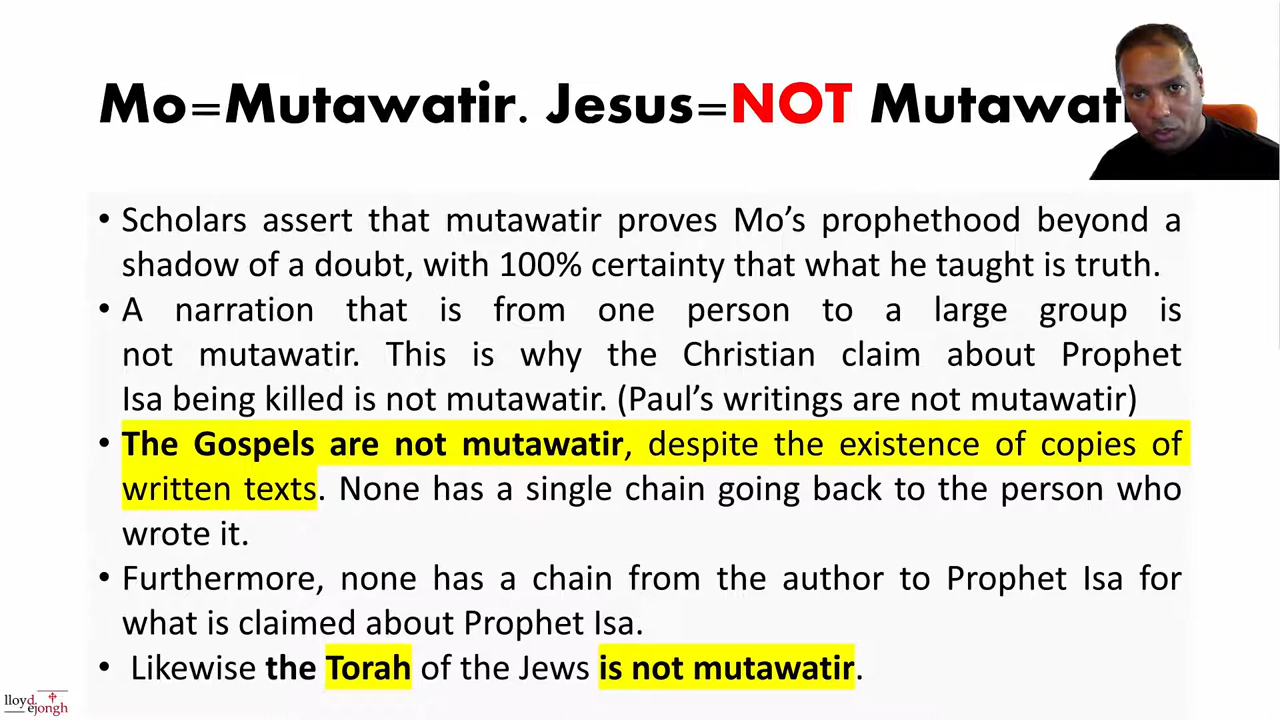 Mo=Mutawatir. Jesus=NOT Mutawat
• Scholars assert that mutawatir proves Mo’s prophethood beyond a
shadow of a doubt, with 100% certainty that what he taught is truth.
• A narration that is from one person to a large group is
not mutawatir. This is why the Christian claim about Prophet
Isa being killed is not mutawatir. (Paul’s writings are not mutawatir)
• The Gospels are not mutawatir, despite the existence of copies of
written texts. None has a single chain going back to the person who
wrote it.
• Furthermore, none has a chain from the author to Prophet Isa for
what is claimed about Prophet Isa.
• Likewise the Torah of the Jews is not mutawatir.
lloyd
ejongh